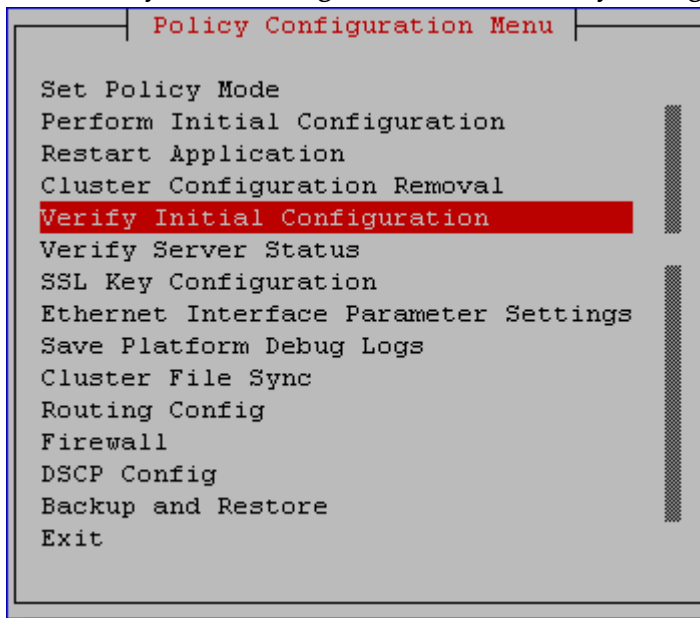 Policy Configuration Menu
Set Policy Mode
Perform Initial Configuration
Restart Application
Cluster Configuration Removal
Verify Initial Configuration
Verify Server Status
SSL Key Configuration
Ethernet Interface Parameter Settings
Save Platform Debug Logs
Cluster File Sync
Routing Config
Firewall
DSCP Config
Backup and Restore
Exit